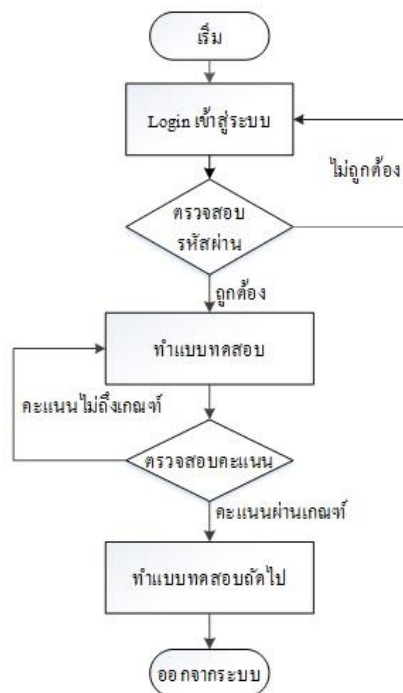 เริ่ม
Login เข้าสู่ระบบ
ไม่ถูกต้อง
ตรวจสอบ
รหัสผ่าน
ถูกต้อง
ทำแบบทดสอบ
คะแนนไม่ถึงเกณฑ์
ตรวจสอบคะแนน
คะแนนผ่านเกณฑ์
ทำแบบทดสอบถัดไป
ออกจากระบบ